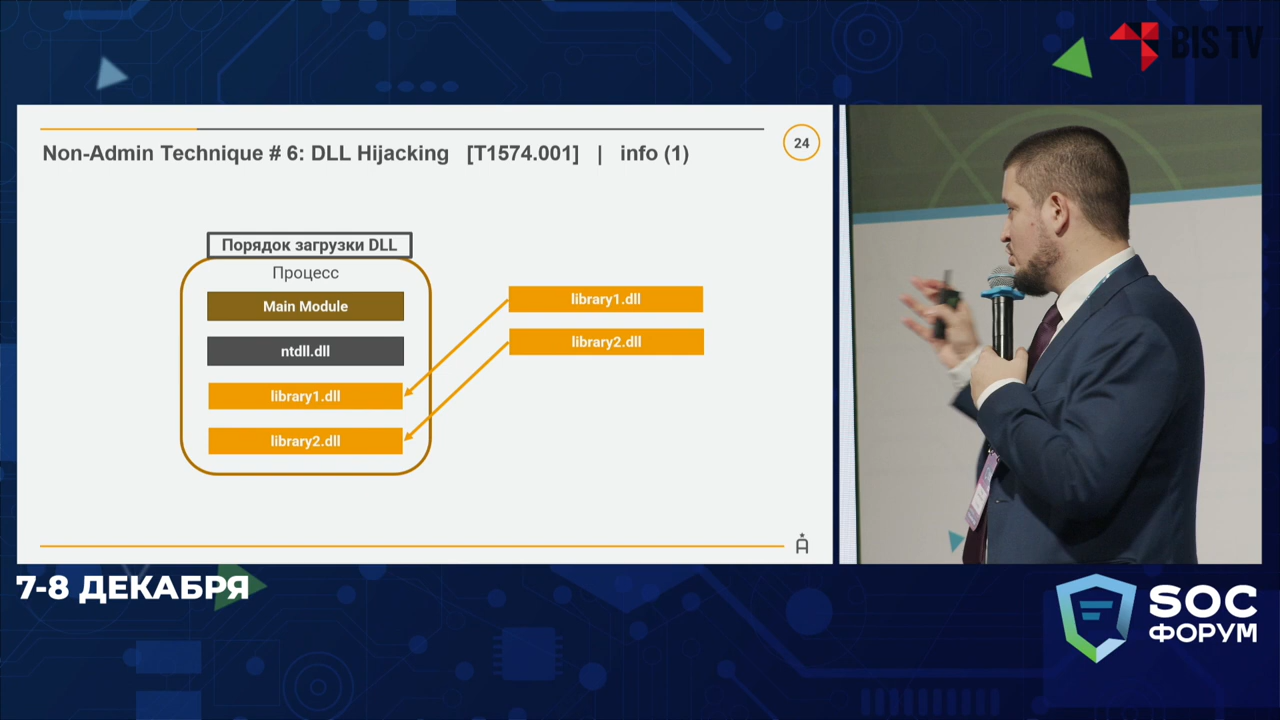 BIS TV
24
Non-Admin Technique # 6: DLL Hijacking [T1574.001] | info (1)
Порядок загрузки DLL
Процесс
Main Module
ntdll.dll
library1.dll
library2.dll
library1.dll
library2.dll
7-8 ДЕКАБРЯ
SOC
ФОРУМ